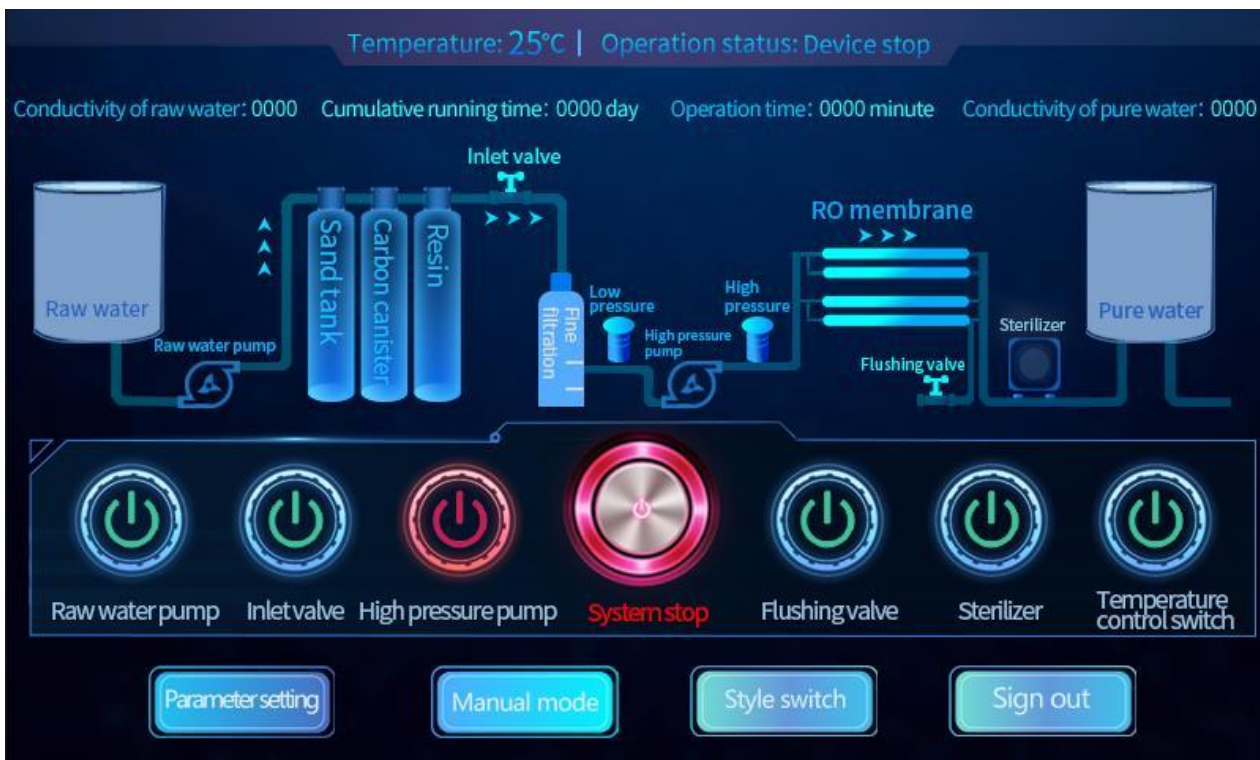 Temperature: 25℃ | Operation status: Device stop
Conductivity of raw water: 0000 Cumulative running time: 0000 day Operation time: 0000 minute Conductivity of pure water: 0000
Inlet valve
RO membrane
Sand tank
Carbon canister
Resin
Raw water
Low
pressure
High
pressure
Fine
filtration
Pure water
Sterilizer
Raw water pump
High pressure
pump
Flushing valve
Raw water pump
Inlet valve
High pressure pump
System stop
Flushing valve
Sterilizer
Temperature
control switch
Parameter setting
Manual mode
Style switch
Sign out